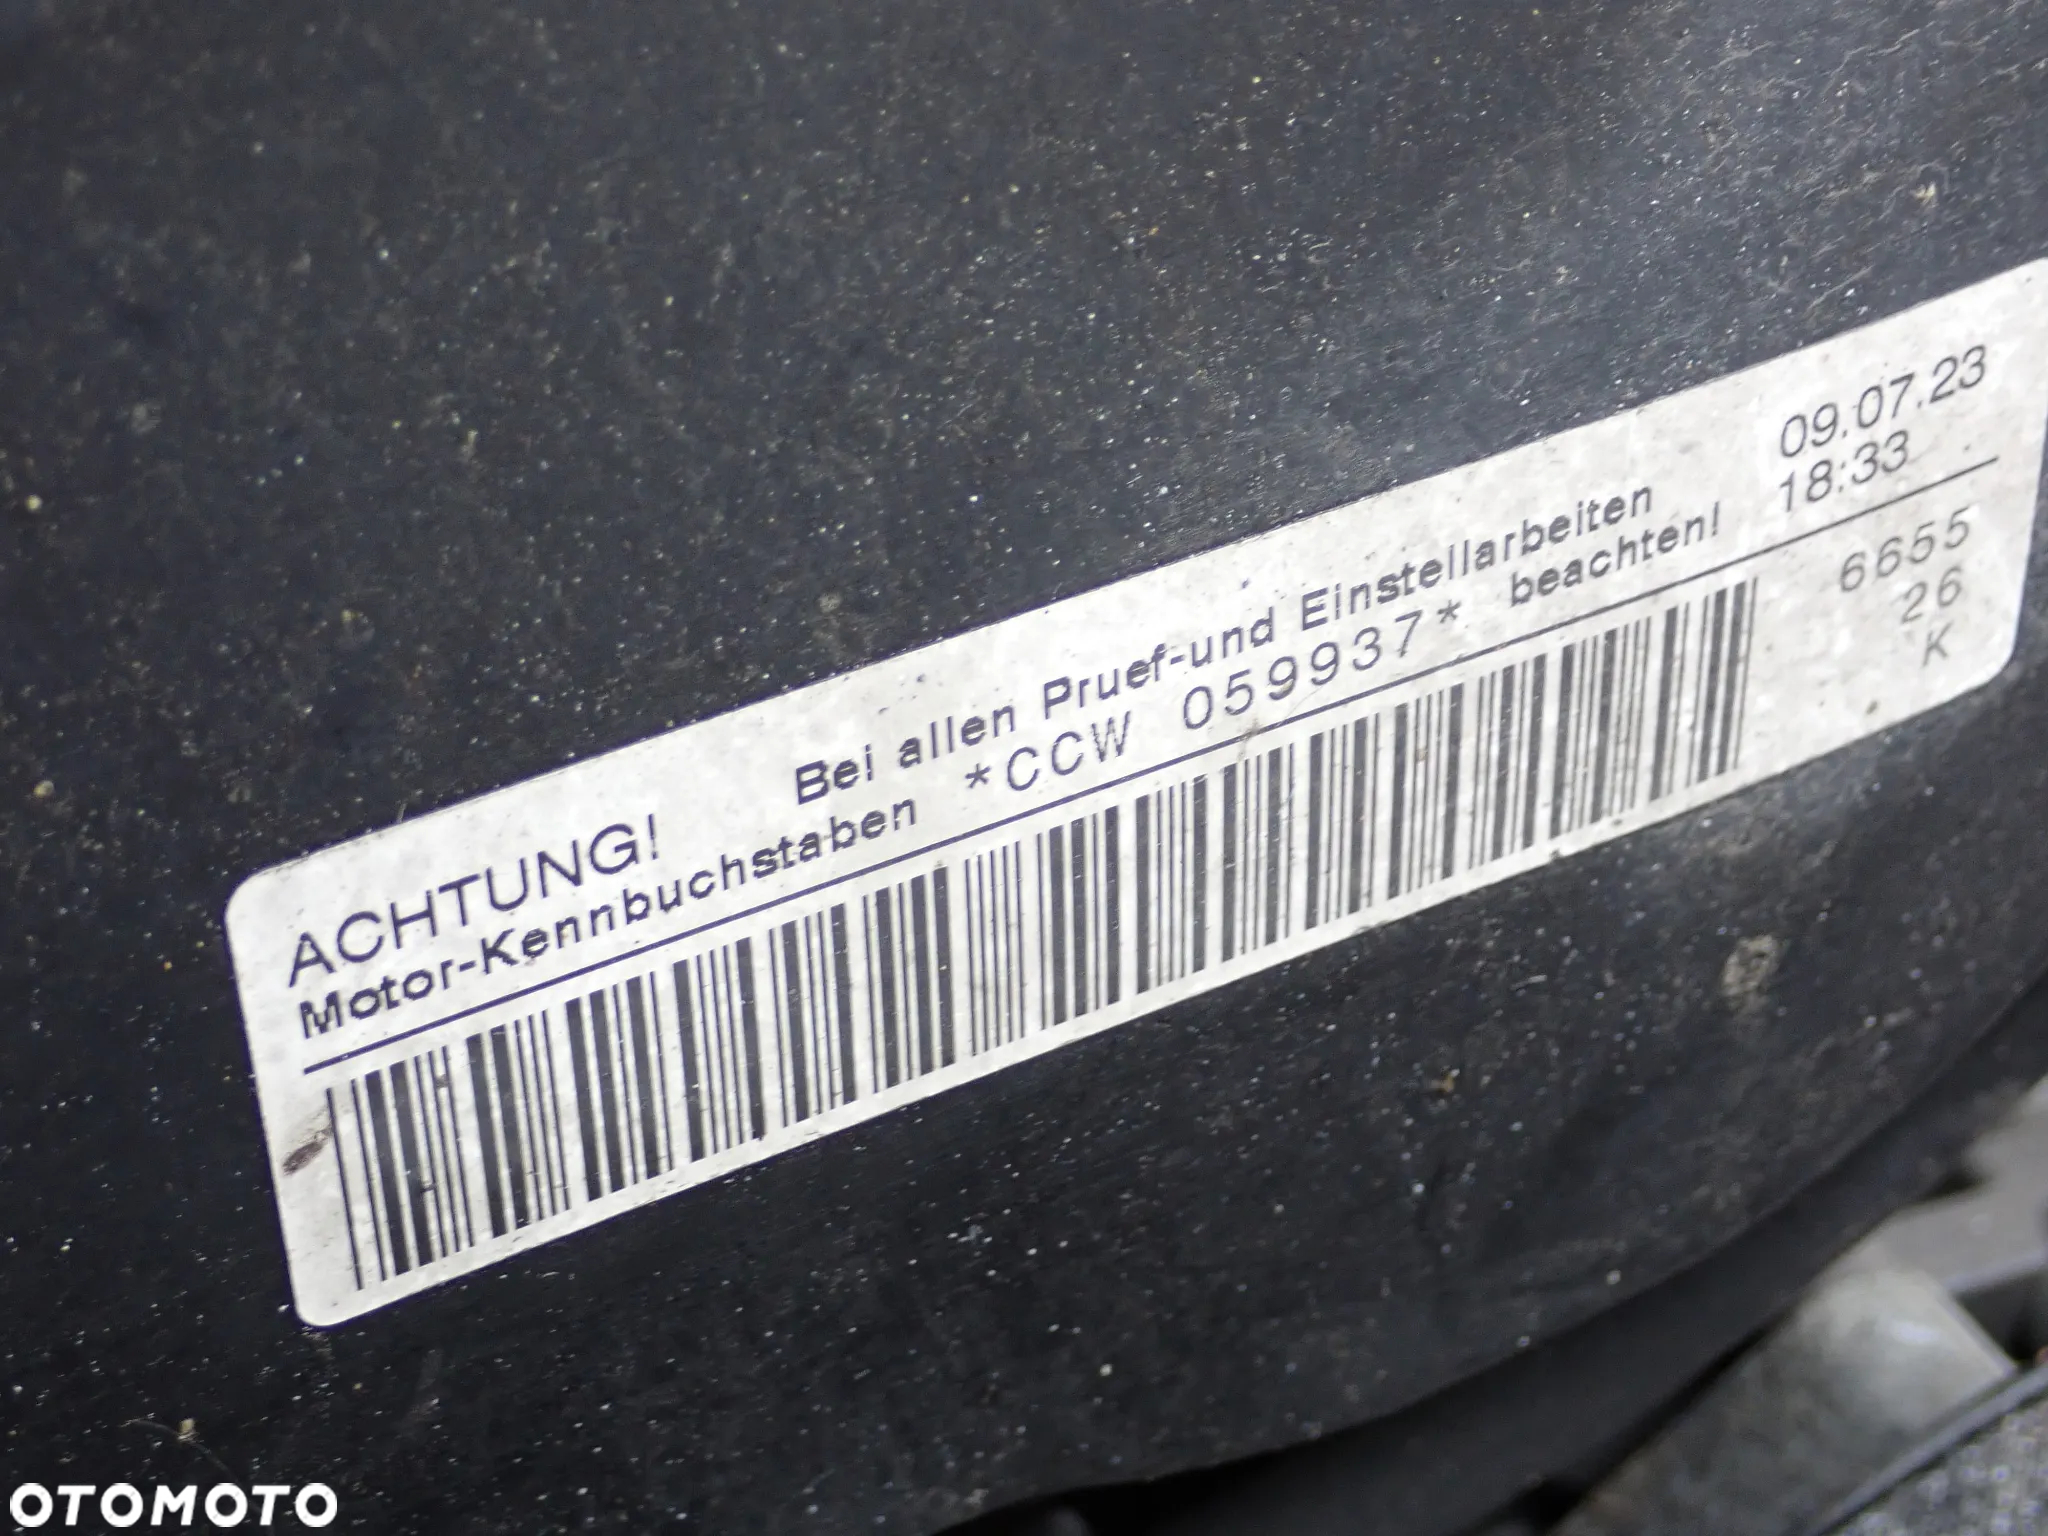 ACHTUNG! Bei allen Pruef-und Einstellarbeiten 09.07.23
Motor-Kennbuchstaben *CCW 059937* beachten! 18:33
6655
26
K
OTOMOTO